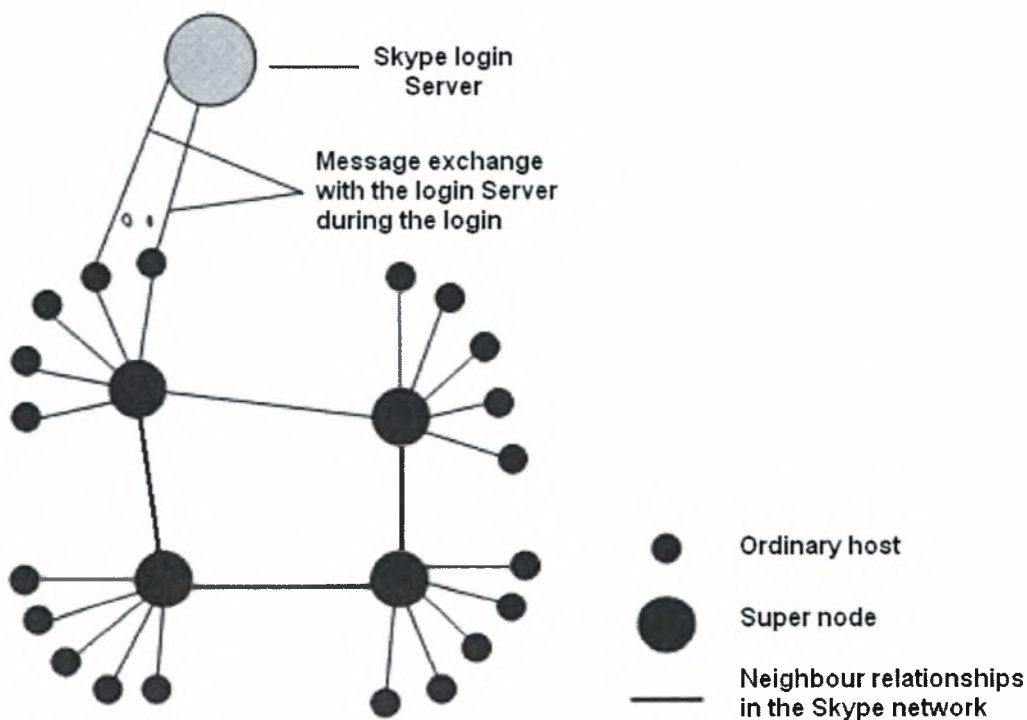 Skype login
Server
Message exchange
with the login Server
during the login
Ordinary host
Super node
Neighbour relationships
in the Skype network